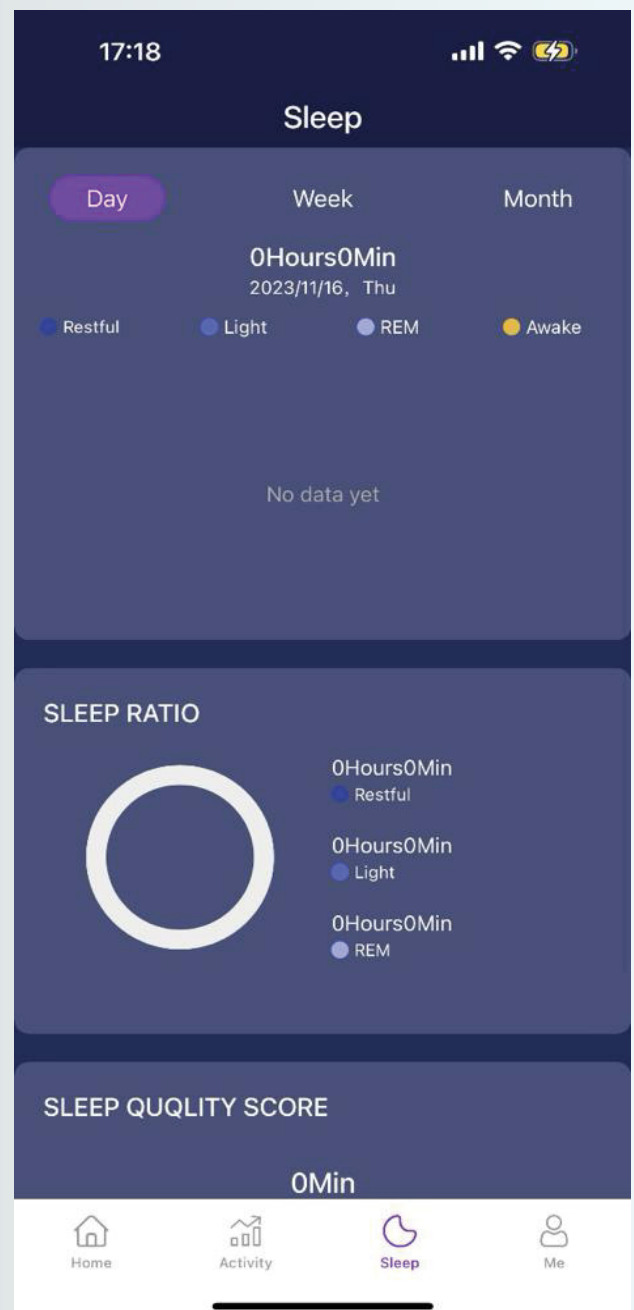 17:18
Sleep
Day Week Month
0Hours0Min
2023/11/16, Thu
Restful Light REM Awake
No data yet
SLEEP RATIO
0Hours0Min
Restful
0Hours0Min
Light
0Hours0Min
REM
SLEEP QUQLITY SCORE
0Min
Home Activity Sleep Me